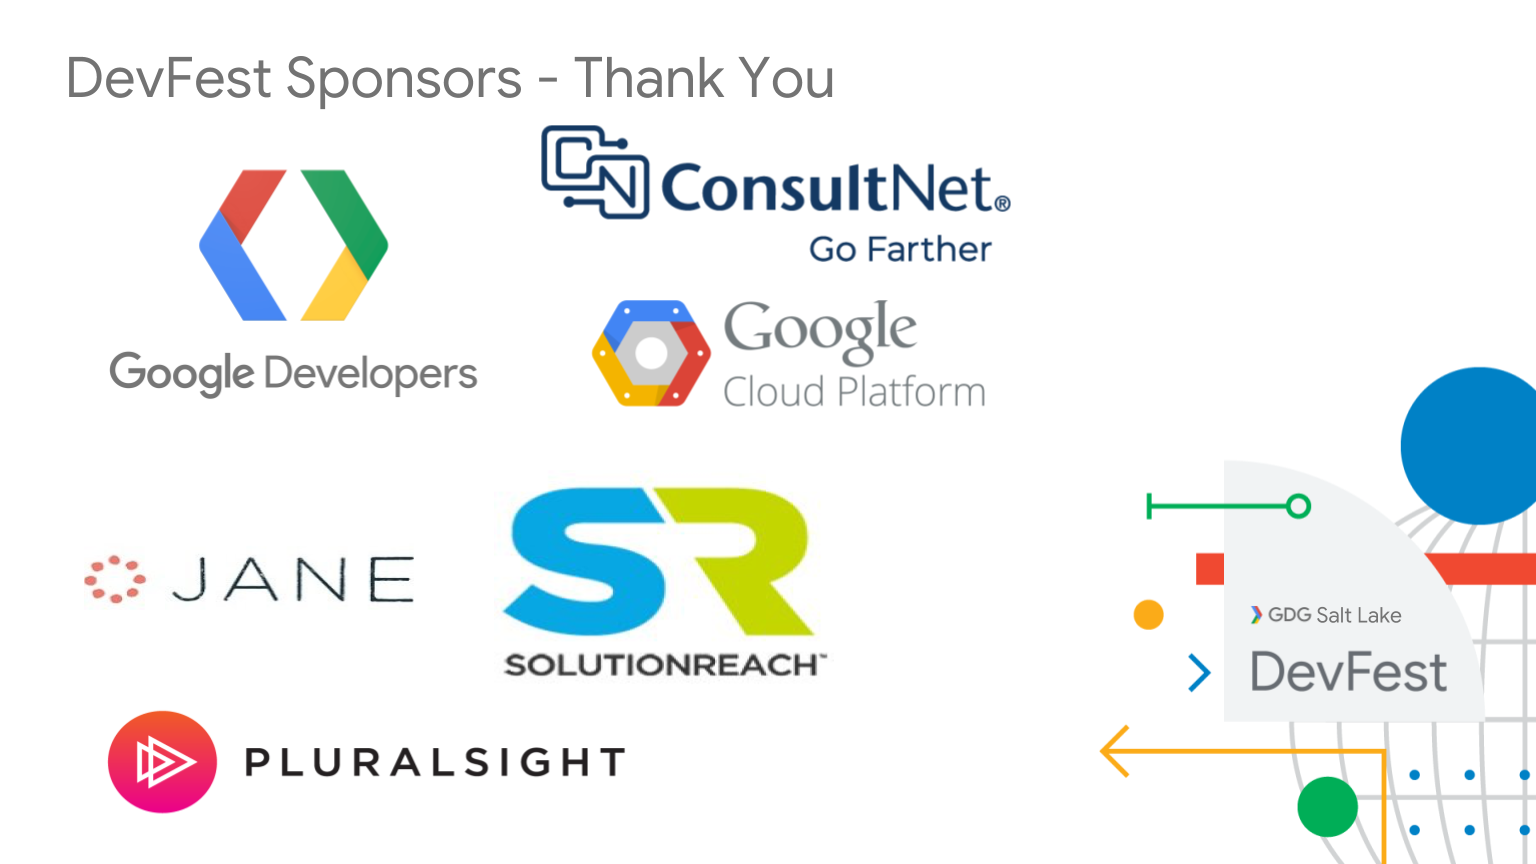 DevFest Sponsors - Thank You
CN ConsultNet®
Go Farther
Google Developers
Google
Cloud Platform
JANE
SR
SOLUTIONREACH™
PLURALSIGHT
GDG Salt Lake
DevFest